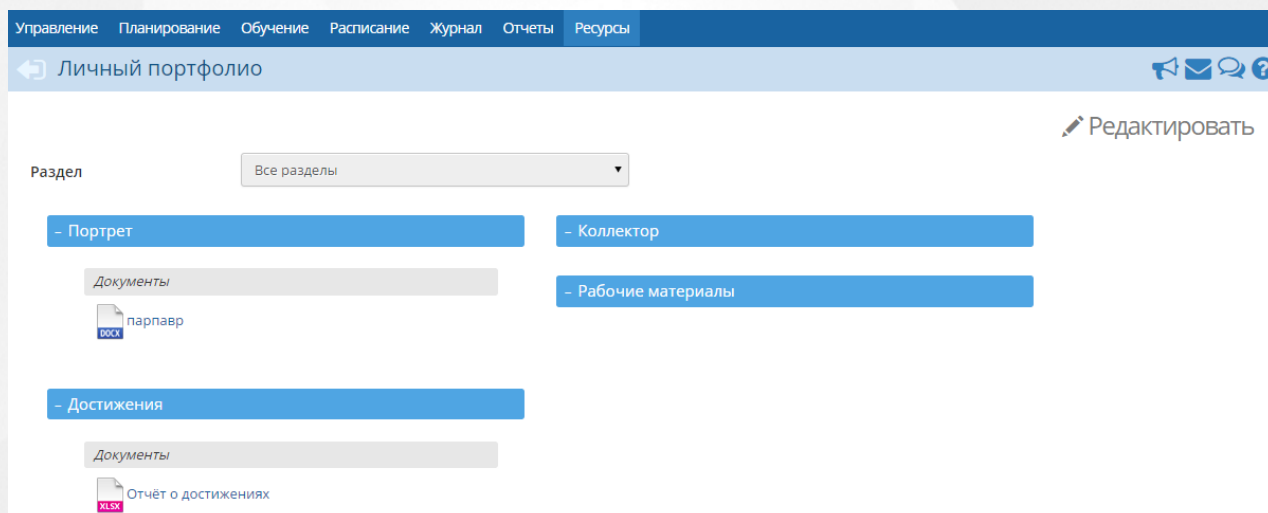 Управление Планирование Обучение Расписание Журнал Отчеты Ресурсы
Личный портфолио
Редактировать
Раздел Все разделы
– Портрет
Документы
DOCX парпавр
– Достижения
Документы
XLSX Отчёт о достижениях
– Коллектор
– Рабочие материалы